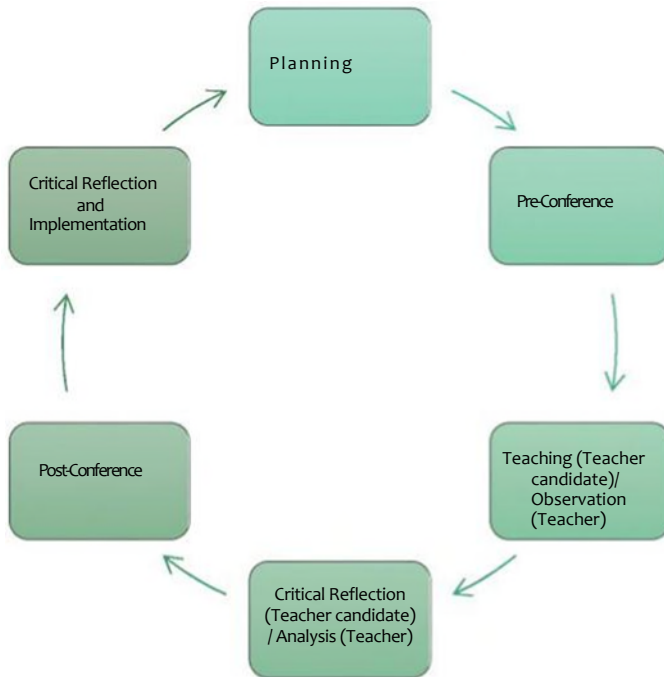 Planning
Pre-Conference
Teaching (Teacher
candidate)/
Observation
(Teacher)
Critical Reflection
(Teacher candidate)
/ Analysis (Teacher)
Post-Conference
Critical Reflection
and
Implementation